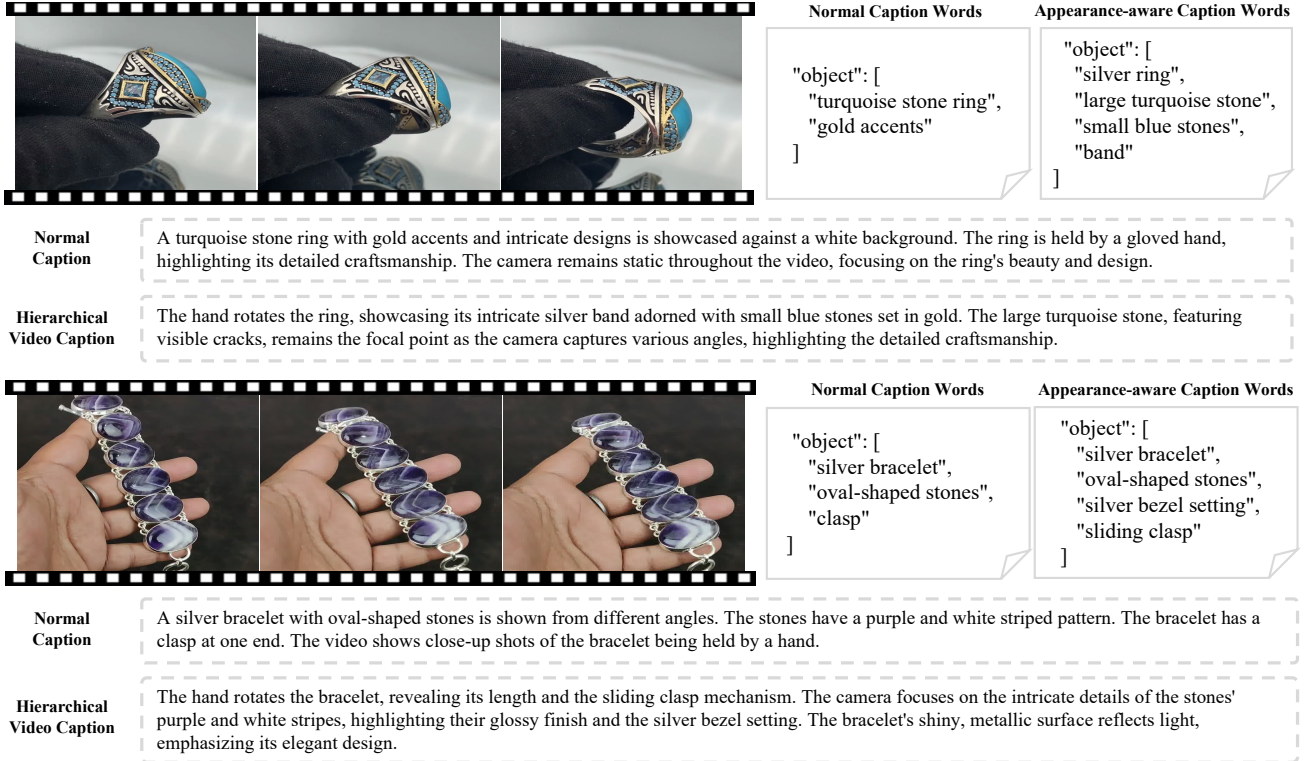 Normal Caption Words
Appearance-aware Caption Words
"object": [
"turquoise stone ring",
"gold accents"
]
"object": [
"silver ring",
"large turquoise stone",
"small blue stones",
"band"
]
Normal
Caption
A turquoise stone ring with gold accents and intricate designs is showcased against a white background. The ring is held by a gloved hand,
highlighting its detailed craftsmanship. The camera remains static throughout the video, focusing on the ring's beauty and design.
Hierarchical
Video Caption
The hand rotates the ring, showcasing its intricate silver band adorned with small blue stones set in gold. The large turquoise stone, featuring
visible cracks, remains the focal point as the camera captures various angles, highlighting the detailed craftsmanship.
Normal Caption Words
Appearance-aware Caption Words
"object": [
"silver bracelet",
"oval-shaped stones",
"clasp"
]
"object": [
"silver bracelet",
"oval-shaped stones",
"silver bezel setting",
"sliding clasp"
]
Normal
Caption
A silver bracelet with oval-shaped stones is shown from different angles. The stones have a purple and white striped pattern. The bracelet has a
clasp at one end. The video shows close-up shots of the bracelet being held by a hand.
Hierarchical
Video Caption
The hand rotates the bracelet, revealing its length and the sliding clasp mechanism. The camera focuses on the intricate details of the stones'
purple and white stripes, highlighting their glossy finish and the silver bezel setting. The bracelet's shiny, metallic surface reflects light,
emphasizing its elegant design.